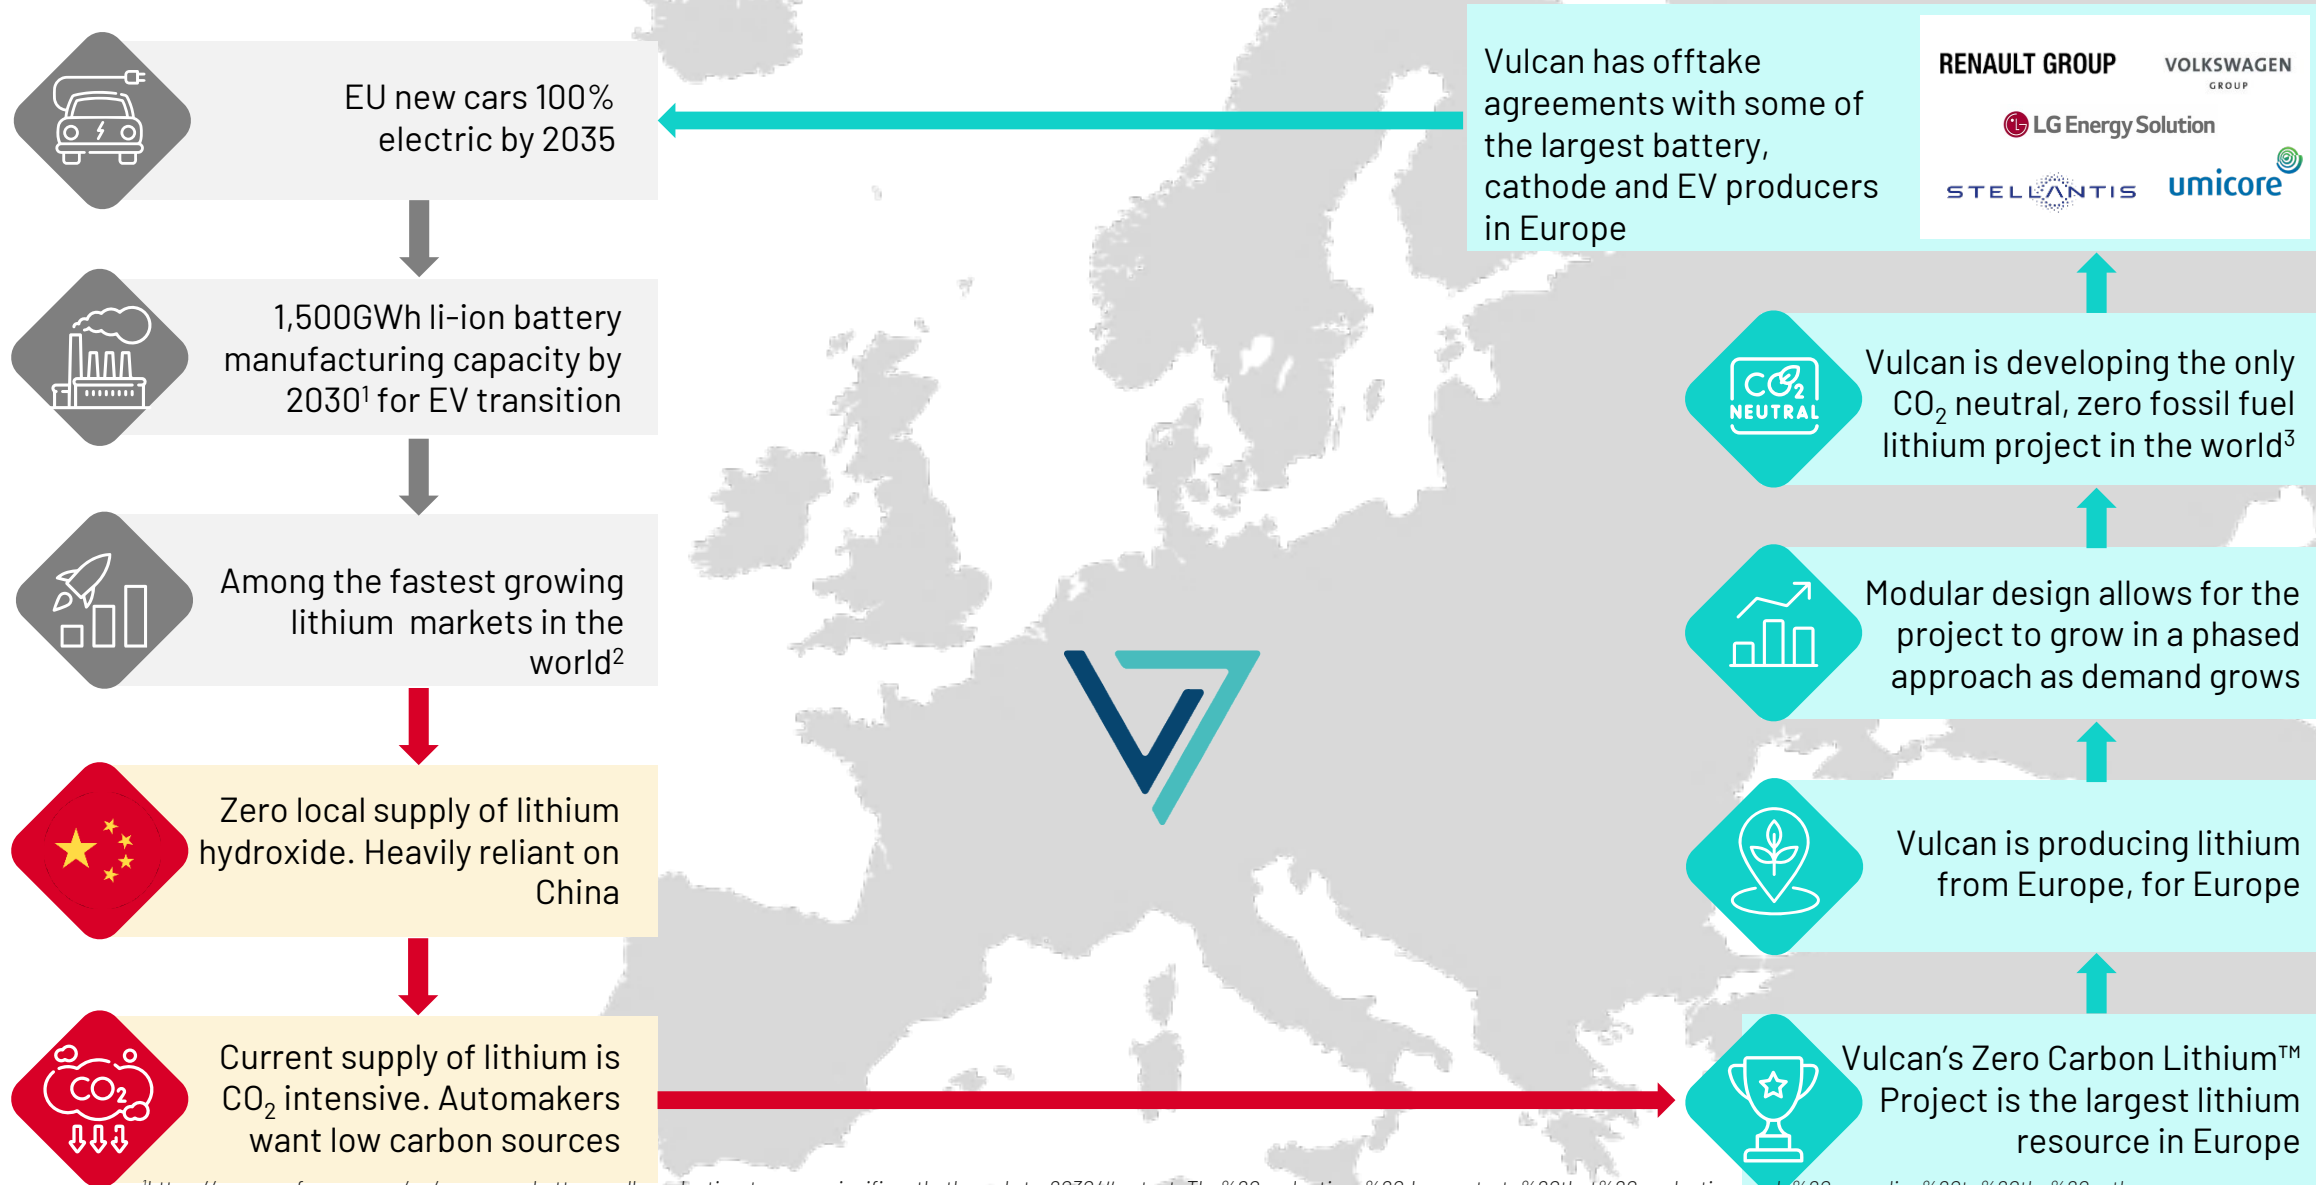 EU new cars 100%
electric by 2035
1,500GWh li-ion battery
manufacturing capacity by
2030¹ for EV transition
Among the fastest growing
lithium markets in the
world²
Zero local supply of lithium
hydroxide. Heavily reliant on
China
CO₂
Current supply of lithium is
CO₂ intensive. Automakers
want low carbon sources
Vulcan's Zero Carbon Lithium™
Project is the largest lithium
resource in Europe
Vulcan is producing lithium
from Europe, for Europe
Modular design allows for the
project to grow in a phased
approach as demand grows
CO₂
NEUTRAL
Vulcan is developing the only
CO₂ neutral, zero fossil fuel
lithium project in the world³
Vulcan has offtake
agreements with some of
the largest battery,
cathode and EV producers
in Europe
RENAULT GROUP
VOLKSWAGEN
GROUP
LG Energy Solution
STELLANTIS
umicore